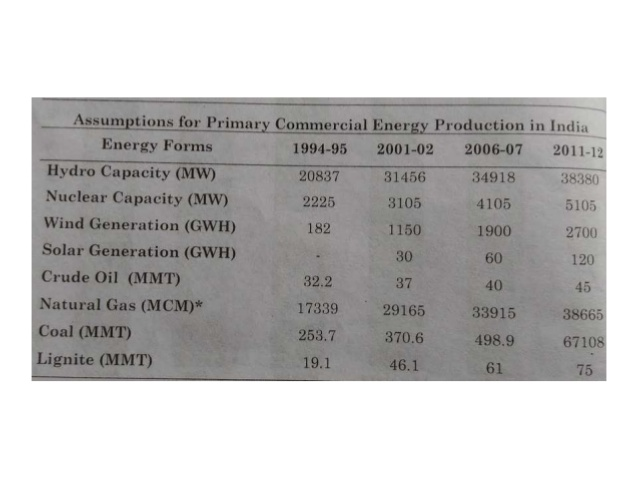 Assumptions for Primary Commercial Energy Production in India
Energy Forms 1994-95 2001-02 2006-07 2011-12
Hydro Capacity (MW) 20837 31456 34918 38380
Nuclear Capacity (MW) 2225 3105 4105 5105
Wind Generation (GWH) 182 1150 1900 2700
Solar Generation (GWH) - 30 60 120
Crude Oil (MMT) 32.2 37 40 45
Natural Gas (MCM)* 17339 29165 33915 38665
Coal (MMT) 253.7 370.6 498.9 67108
Lignite (MMT) 19.1 46.1 61 75